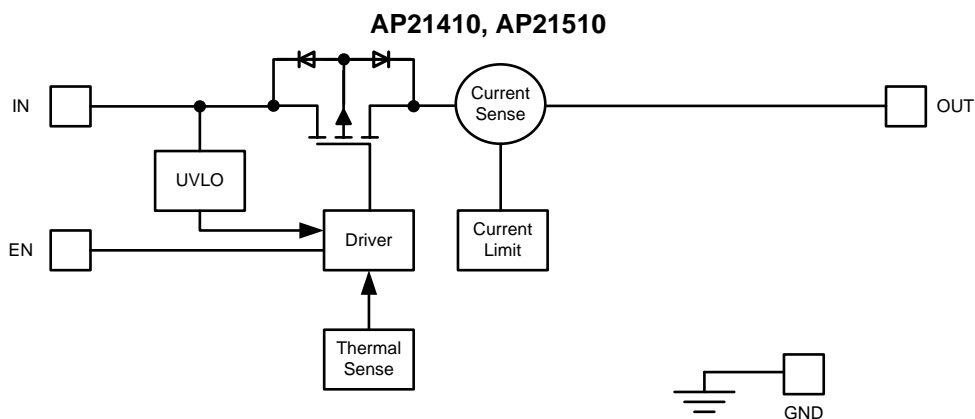 AP21410, AP21510
IN
Current
Sense
OUT
UVLO
EN
Driver
Current
Limit
Thermal
Sense
GND